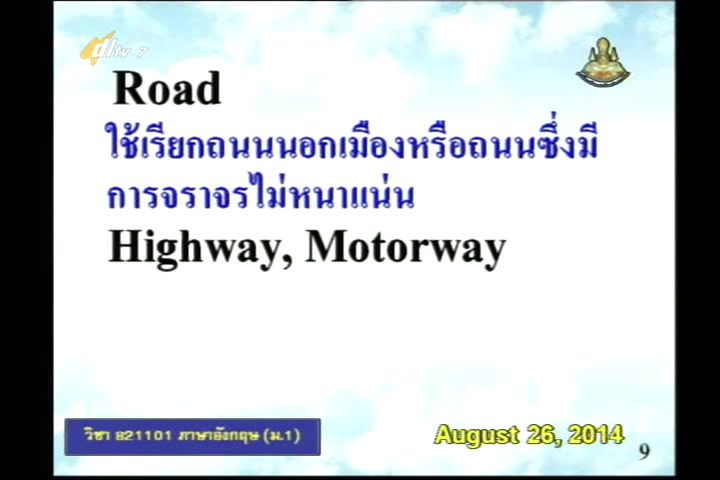 dltv 7
Road
ใช้เรียกถนนนอกเมืองหรือถนนซึ่งมี
การจราจรไม่หนาแน่น
Highway, Motorway
วิชา อ21101 ภาษาอังกฤษ (ม.1)
August 26, 2014
9